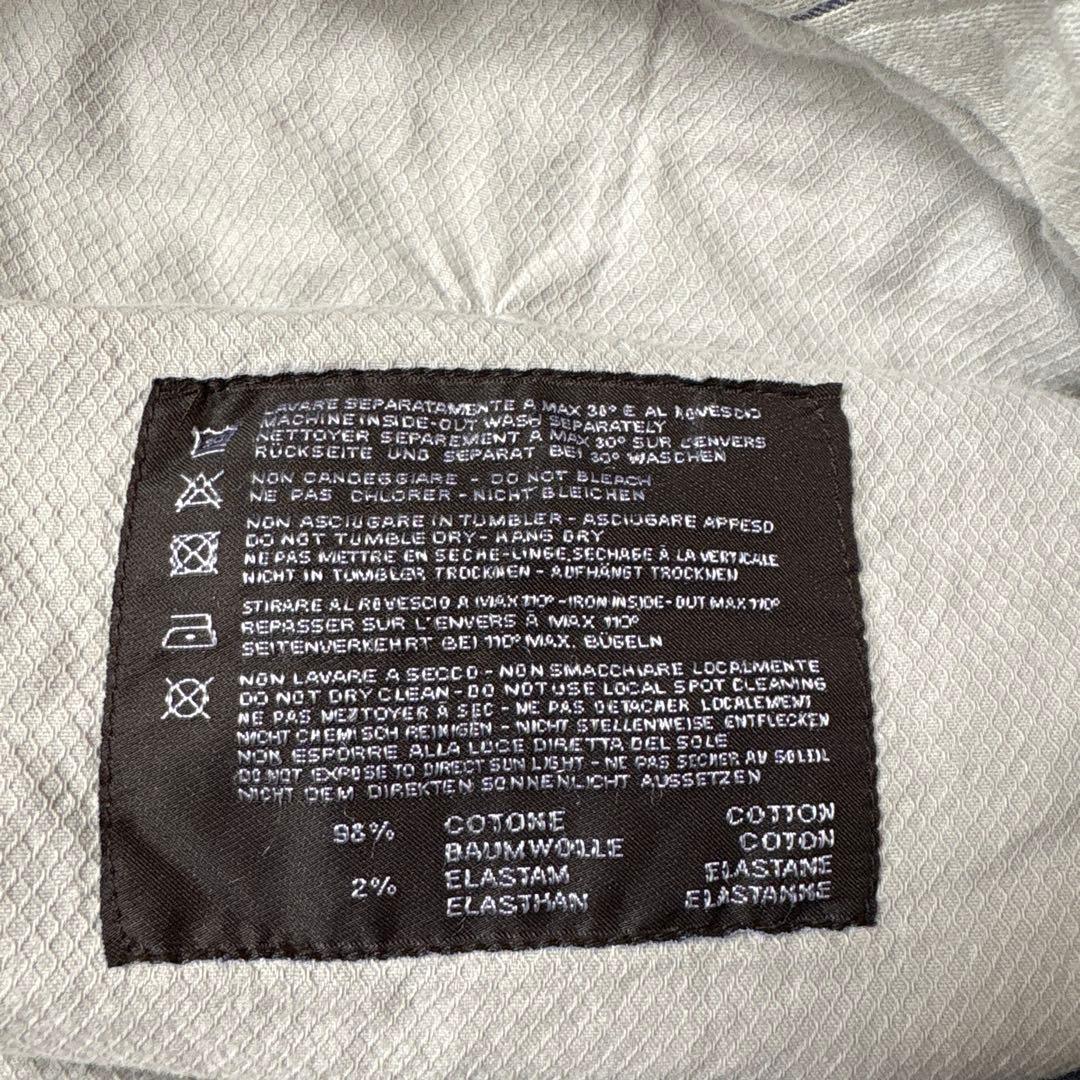 LAVARE SEPARATAMENTE A MAX 30° E AL ROVESCIO
MACHINE INSIDE-OUT WASH SEPARATELY
NETTOYER SEPAREMENT A MAX 30° SUR L'ENVERS
RÜCKSEITE UND SEPARAT BEI 30° WASCHEN
NON CANDEGGIARE - DO NOT BLEACH
NE PAS CHLORER - NICHT BLEICHEN
NON ASCIUGARE IN TUMBLER - ASCIUGARE APPESO
DO NOT TUMBLE DRY - HANG DRY
NE PAS METTRE EN SECHE-LINGE, SECHAGE À LA VERTICALE
NICHT IN TUMBLER TROCKNEN - AUFHÄNGT TROCKNEN
STIRARE AL ROVESCIO A MAX 110° - IRON INSIDE-OUT MAX 110°
REPASSER SUR L'ENVERS À MAX 110°
SEITENVERKEHRT BEI 110° MAX. BÜGELN
NON LAVARE A SECCO - NON SMACCHIARE LOCALMENTE
DO NOT DRY CLEAN - DO NOT USE LOCAL SPOT CLEANING
NE PAS NEZTOYER A SEC - NE PAS DETACHER LOCALEMENT
NICHT CHEMISCH REINIGEN - NICHT STELLENWEISE ENTFLECKEN
NON ESPORRE ALLA LUCE DIRETTA DEL SOLE
DO NOT EXPOSE TO DIRECT SUN LIGHT - NE PAS SECHER AU SOLEIL
NICHT DEM DIREKTEN SONNENLICHT AUSSETZEN
98% COTONE COTTON
BAUMWOLLE COTON
2% ELASTAM ELASTANE
ELASTHAN ELASTANNE